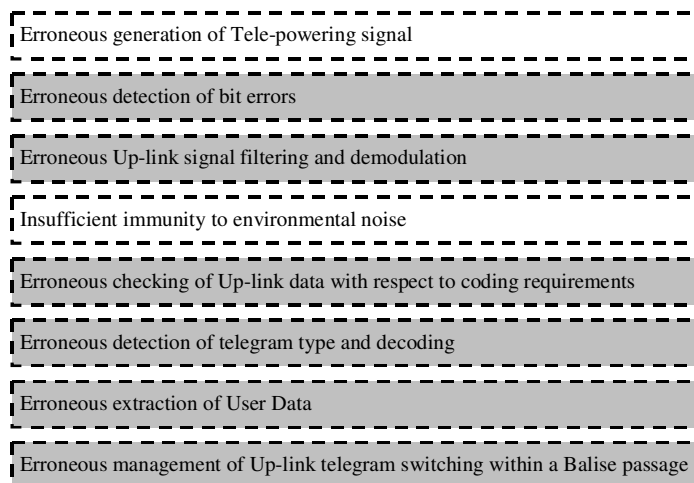 Erroneous generation of Tele-powering signal
Erroneous detection of bit errors
Erroneous Up-link signal filtering and demodulation
Insufficient immunity to environmental noise
Erroneous checking of Up-link data with respect to coding requirements
Erroneous detection of telegram type and decoding
Erroneous extraction of User Data
Erroneous management of Up-link telegram switching within a Balise passage